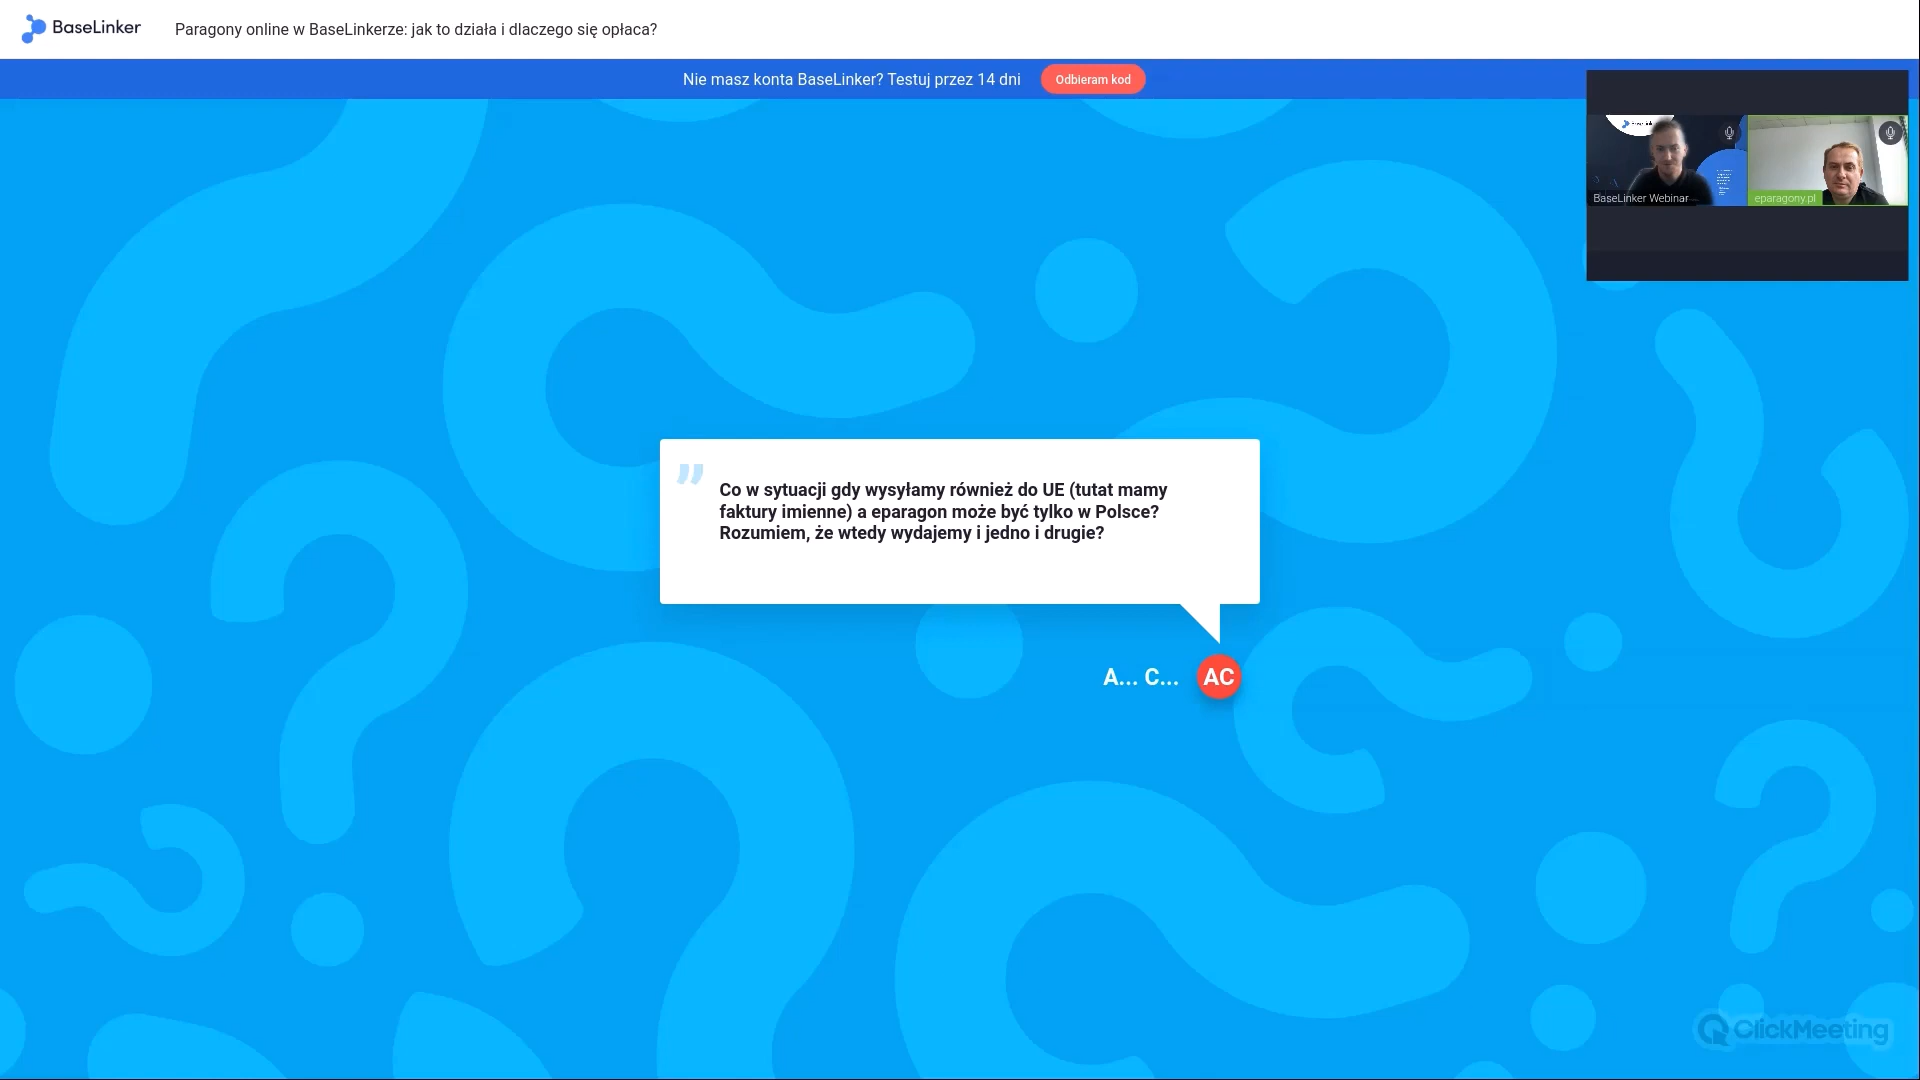 BaseLinker
Paragony online w BaseLinkerze: jak to działa i dlaczego się opłaca?
Nie masz konta BaseLinker? Testuj przez 14 dni
Odbieram kod
BaseLinker Webinar
eparagony.pl
”
Co w sytuacji gdy wysyłamy również do UE (tutat mamy
faktury imienne) a eparagon może być tylko w Polsce?
Rozumiem, że wtedy wydajemy i jedno i drugie?
A... C...
AC
ClickMeeting